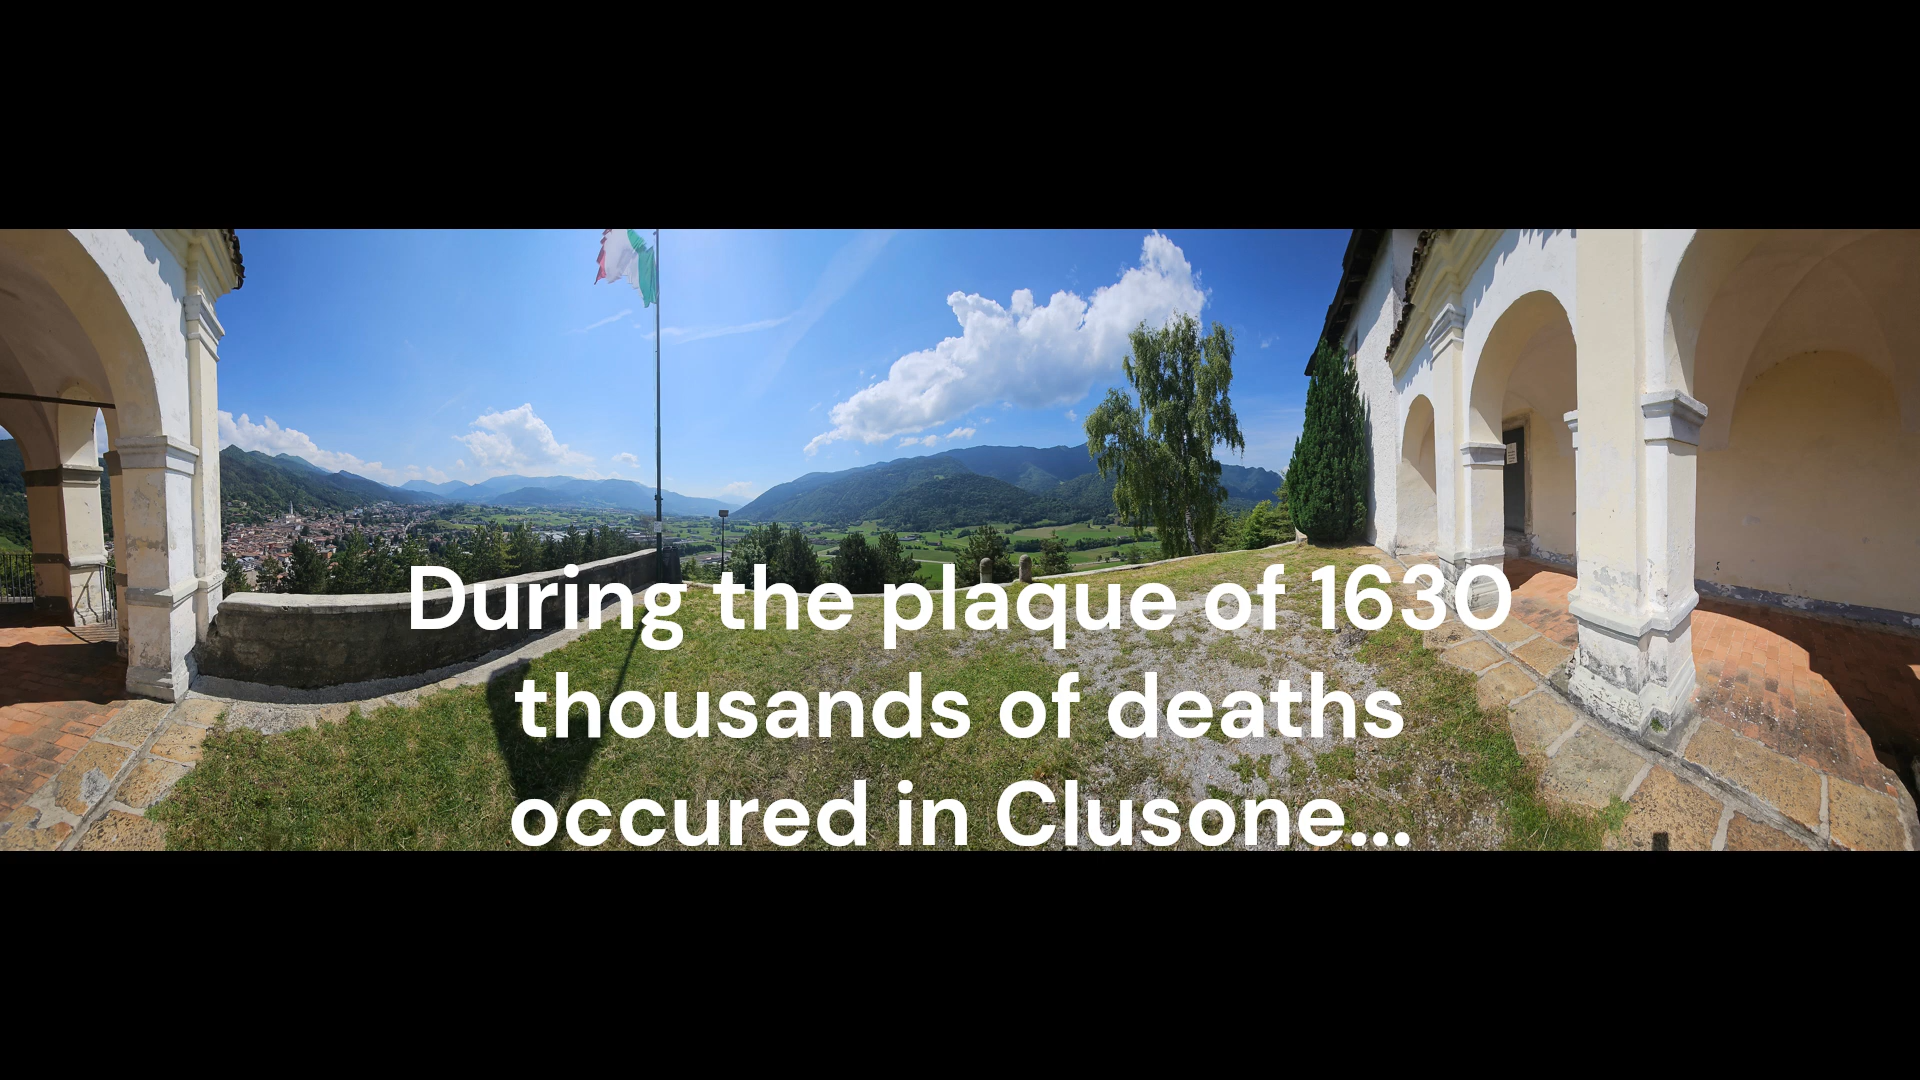 During the plaque of 1630
thousands of deaths
occured in Clusone...